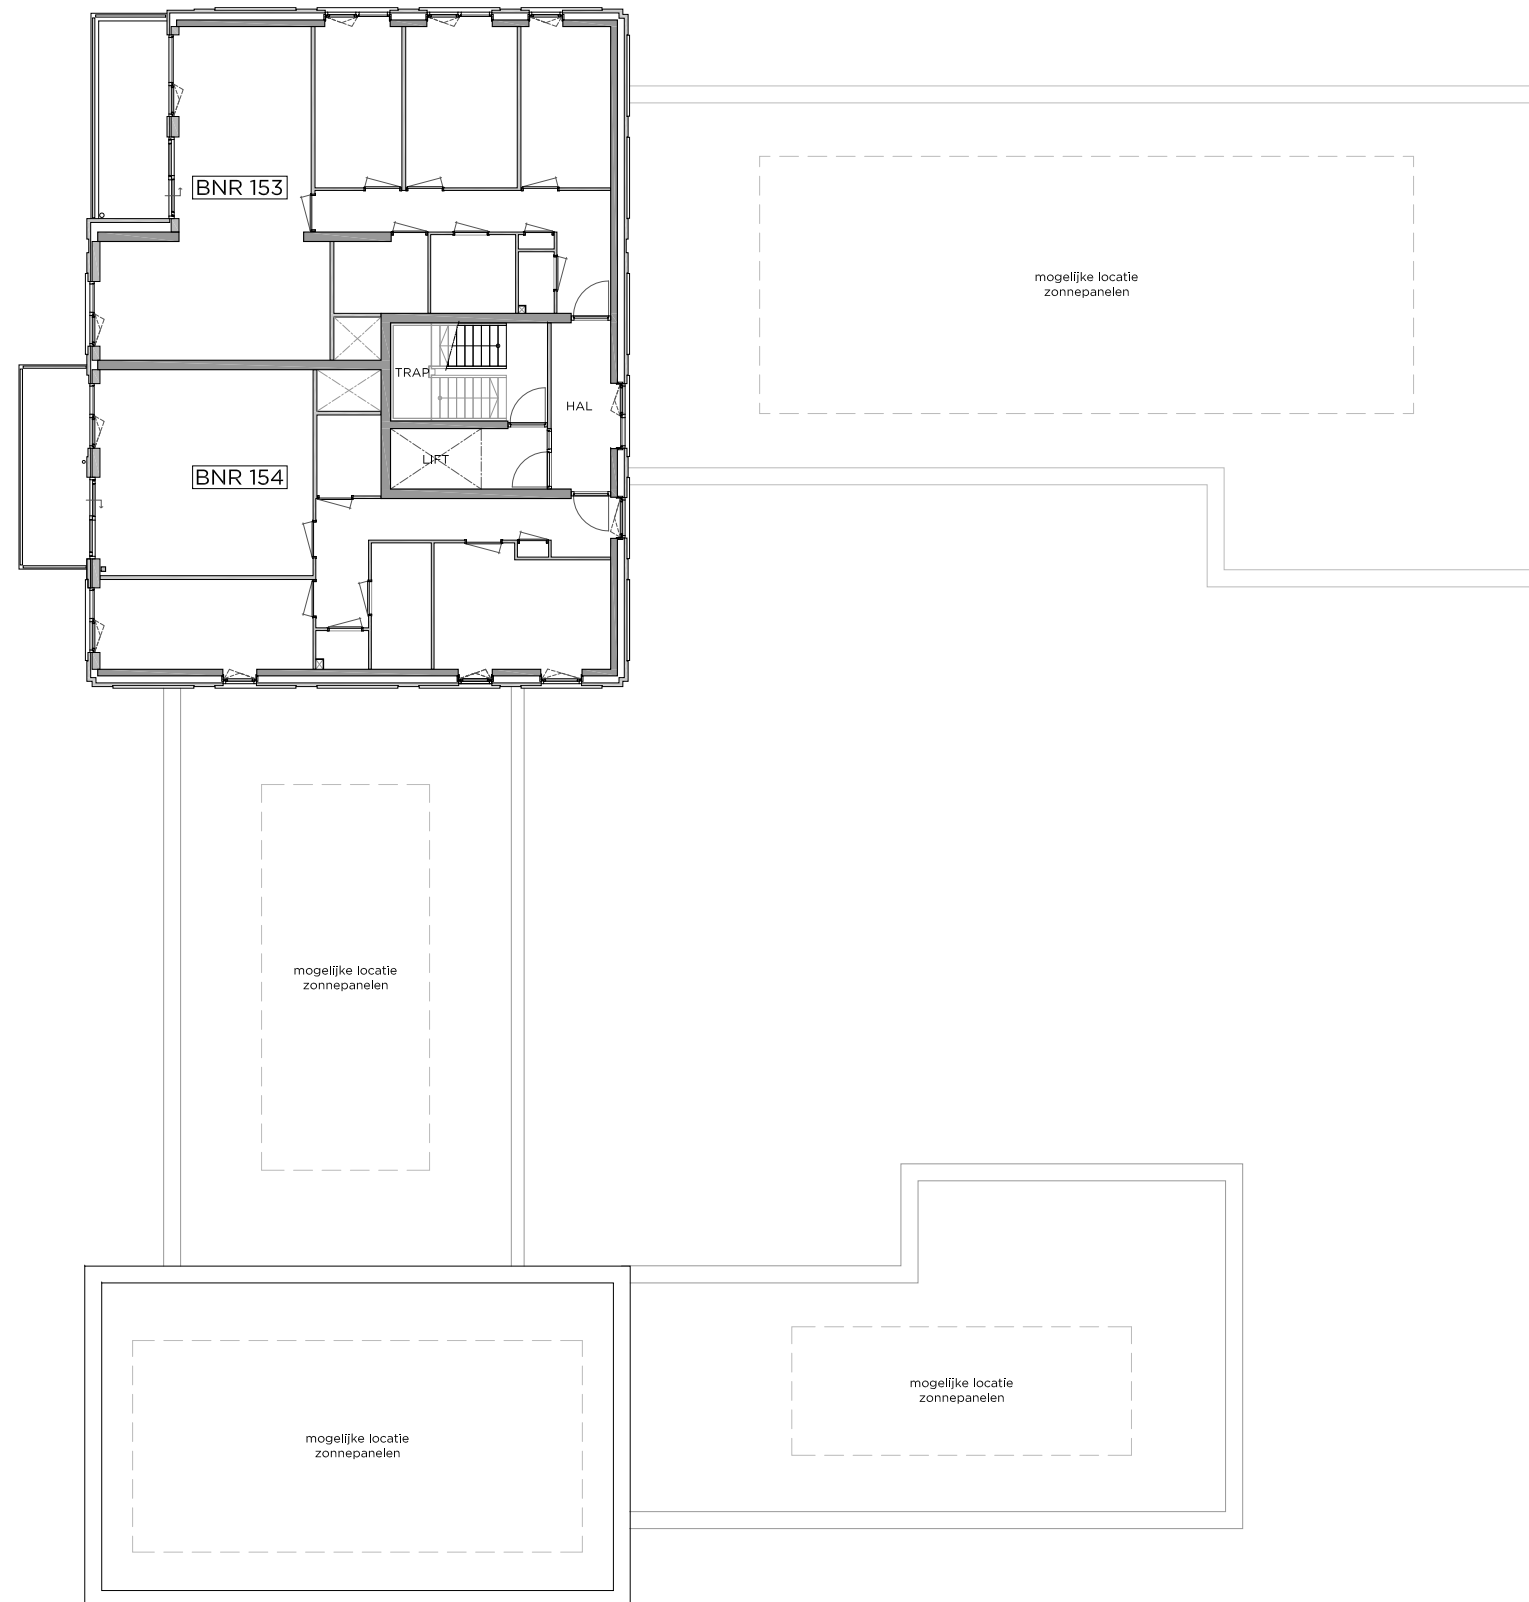 BNR 153
mogelijke locatie
zonnepanelen
TRAP
HAL
LIFT
BNR 154
mogelijke locatie
zonnepanelen
mogelijke locatie
zonnepanelen
mogelijke locatie
zonnepanelen